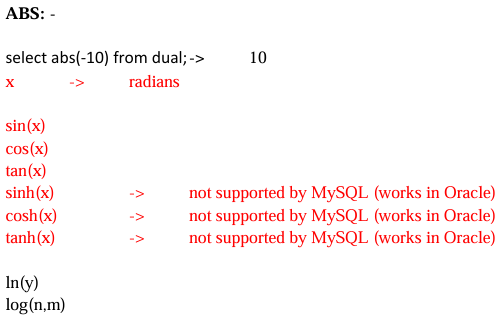 ABS: -
select abs(-10) from dual; -> 10
x -> radians
sin(x)
cos(x)
tan(x)
sinh(x) -> not supported by MySQL (works in Oracle)
cosh(x) -> not supported by MySQL (works in Oracle)
tanh(x) -> not supported by MySQL (works in Oracle)
ln(y)
log(n,m)